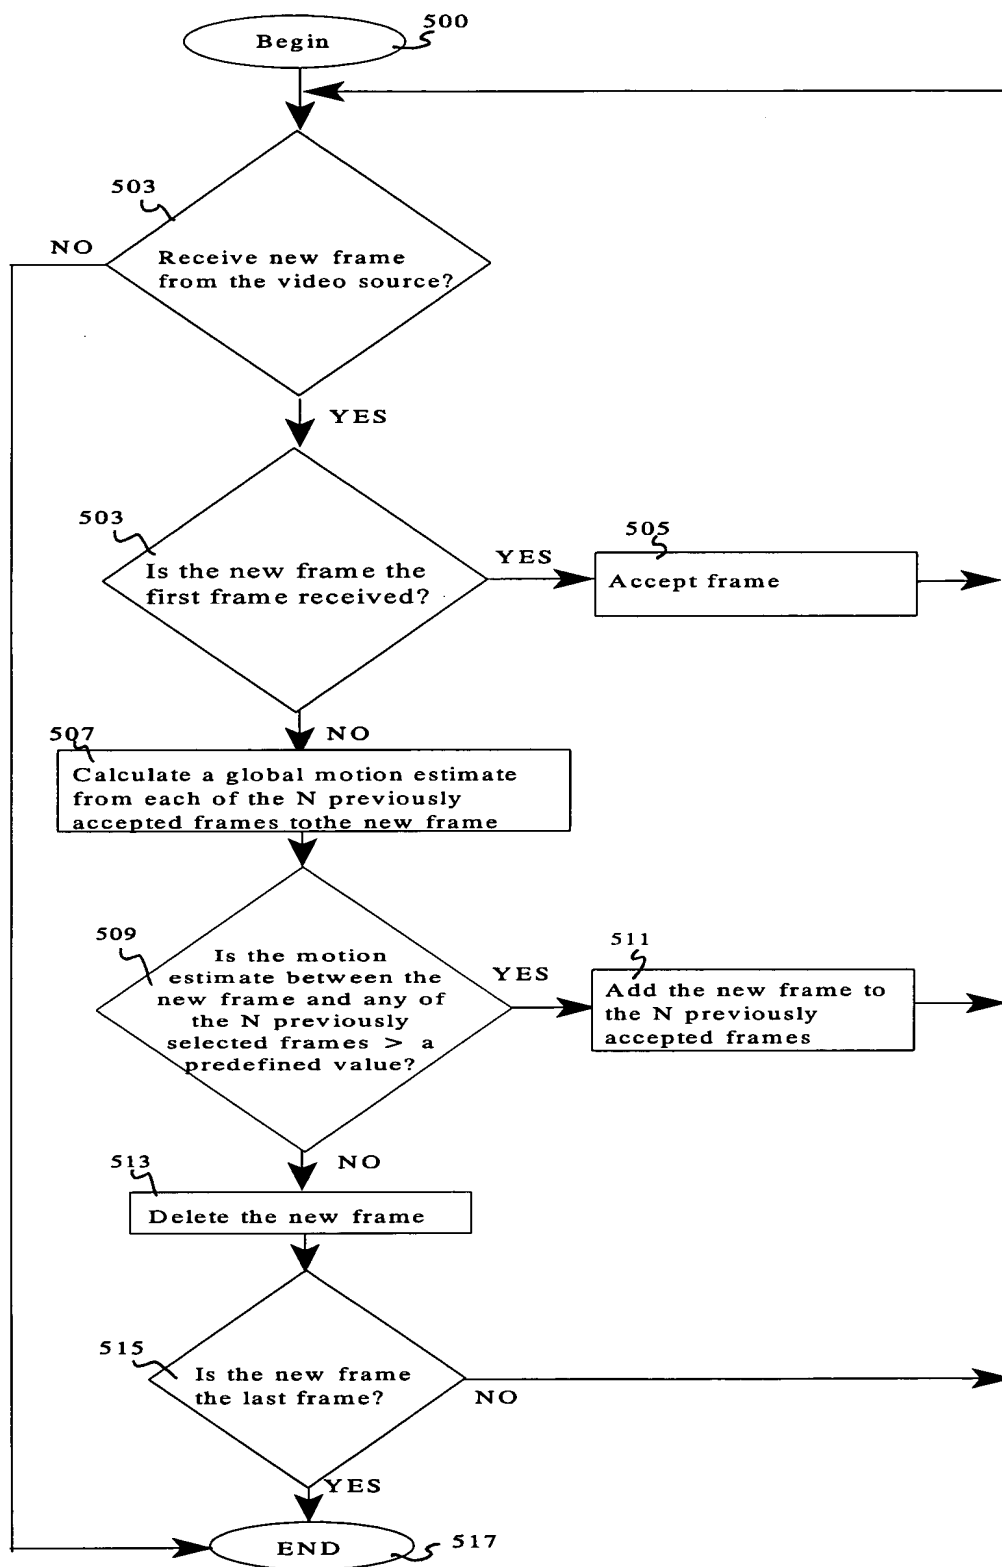 Begin
500
503
NO
Receive new frame
from the video source?
YES
503
Is the new frame the
first frame received?
YES
505
Accept frame
NO
507
Calculate a global motion estimate
from each of the N previously
accepted frames tothe new frame
509
Is the motion
estimate between the
new frame and any of
the N previously
selected frames > a
predefined value?
YES
511
Add the new frame to
the N previously
accepted frames
NO
513
Delete the new frame
515
Is the new frame
the last frame?
NO
YES
END
517